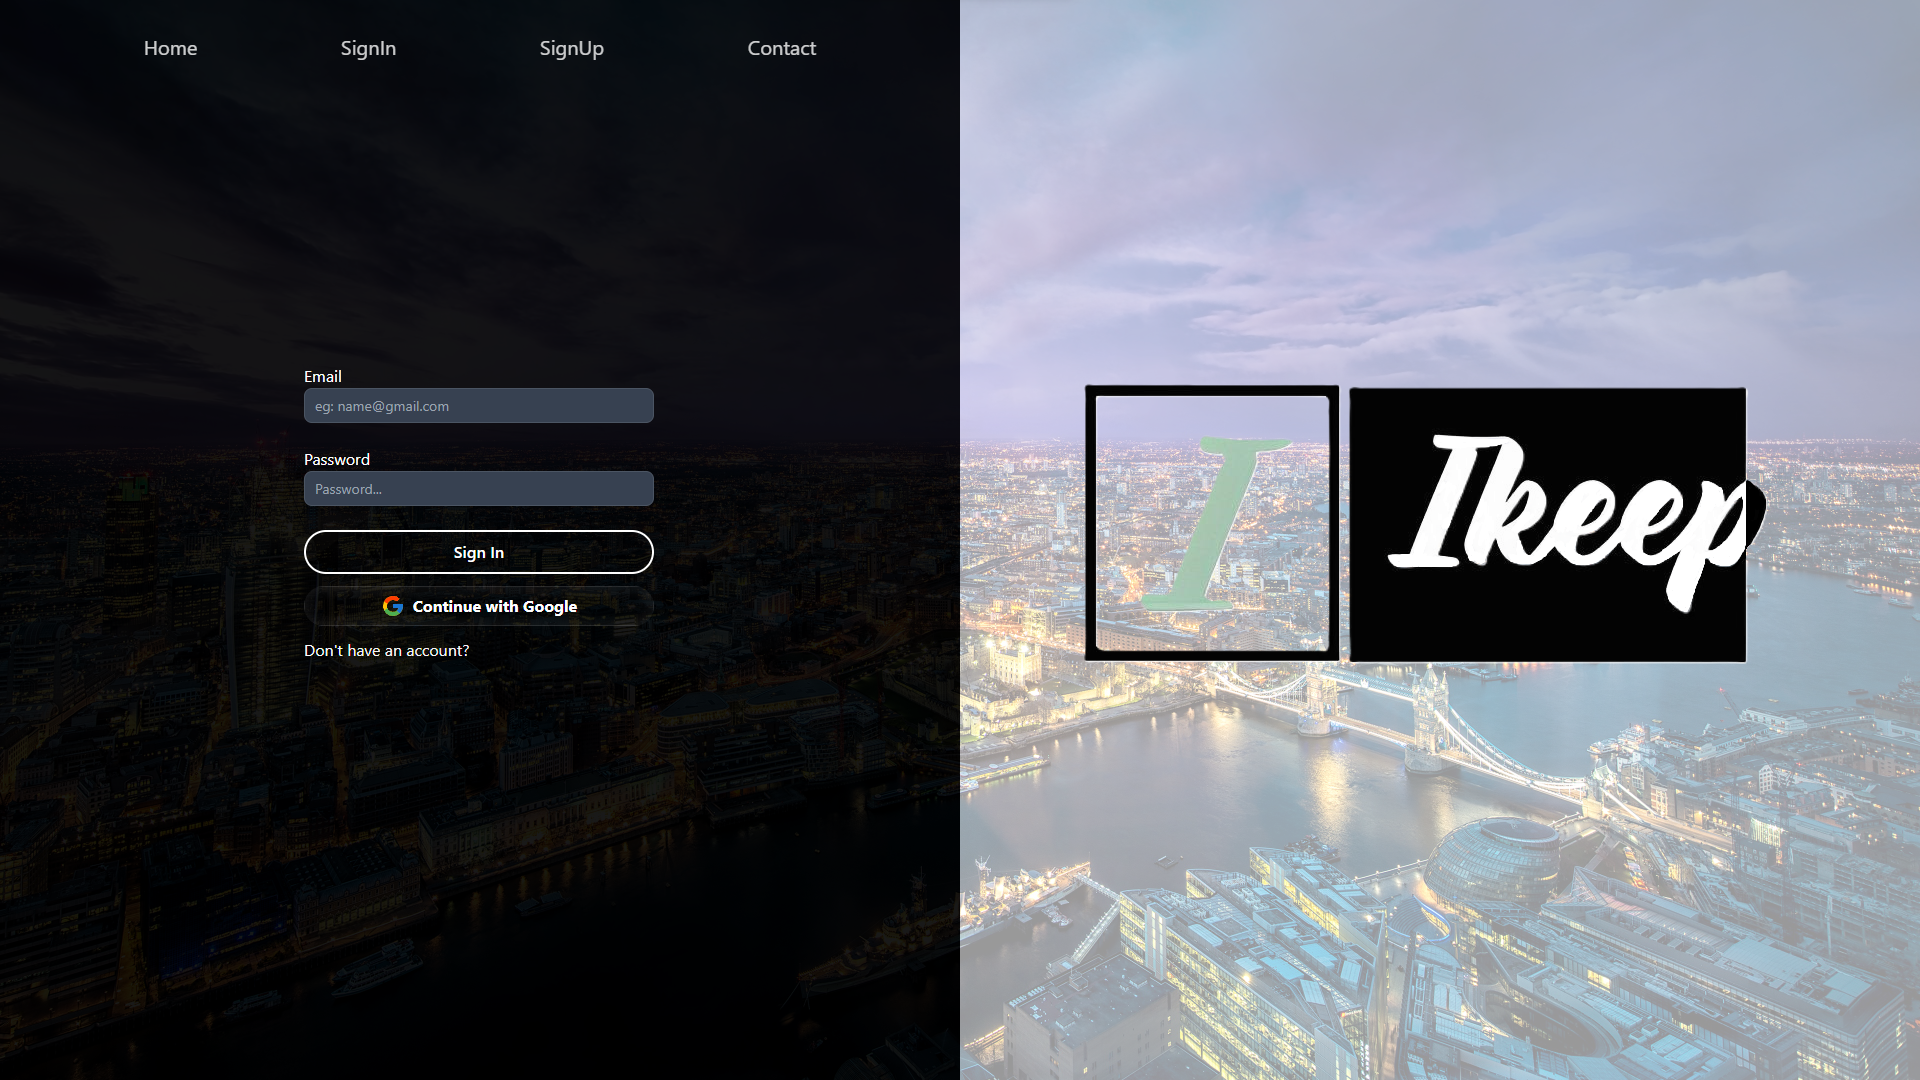 Home SignIn SignUp Contact
Email
eg: name@gmail.com
Password
Password...
Sign In
Continue with Google
Don't have an account?
I Ikeep